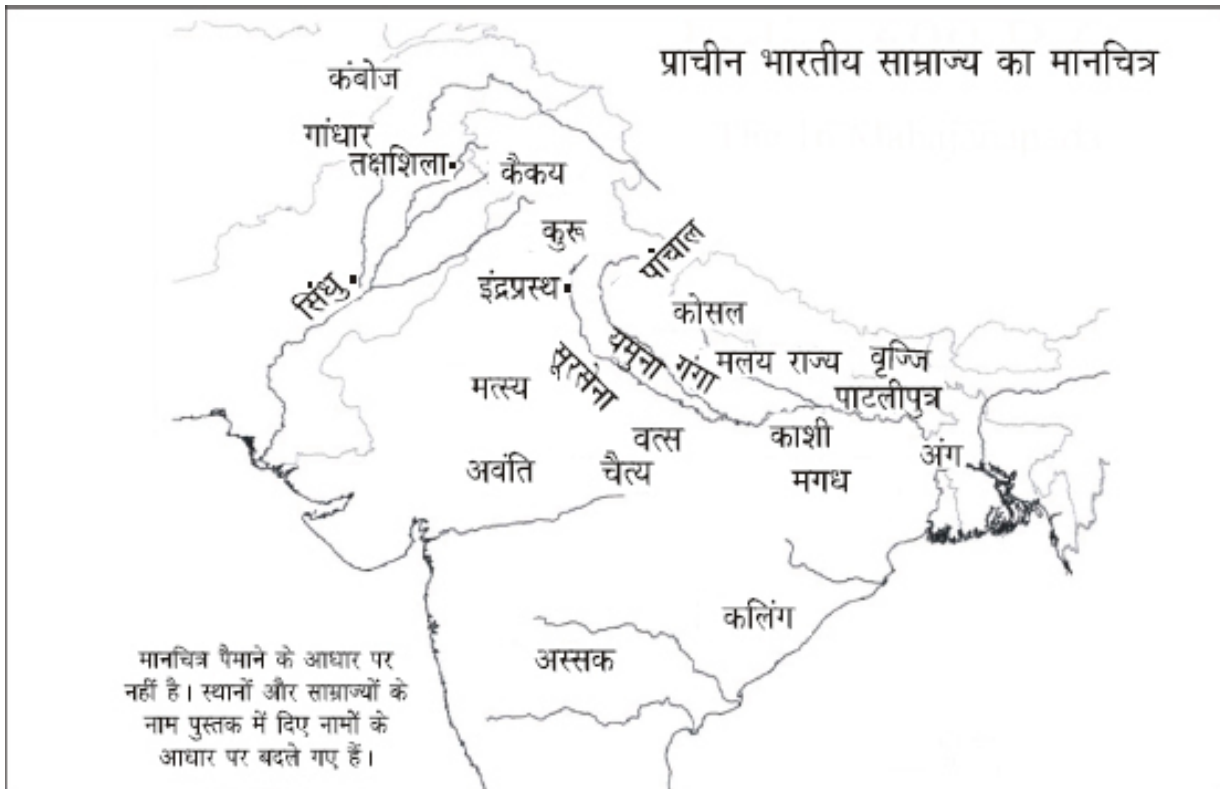 प्राचीन भारतीय साम्राज्य का मानचित्र
कंबोज
गांधार
तक्षशिला
कैकय
कुरू
पांचाल
सिंधु
इंद्रप्रस्थ
कोसल
यमुना
गंगा
मलय राज्य
वृज्जि
सूरसेना
मत्स्य
पाटलीपुत्र
वत्स
काशी
अंग
अवंति
चैत्य
मगध
कलिंग
अस्सक
मानचित्र पैमाने के आधार पर
नहीं है। स्थानों और साम्राज्यों के
नाम पुस्तक में दिए नामों के
आधार पर बदले गए हैं।